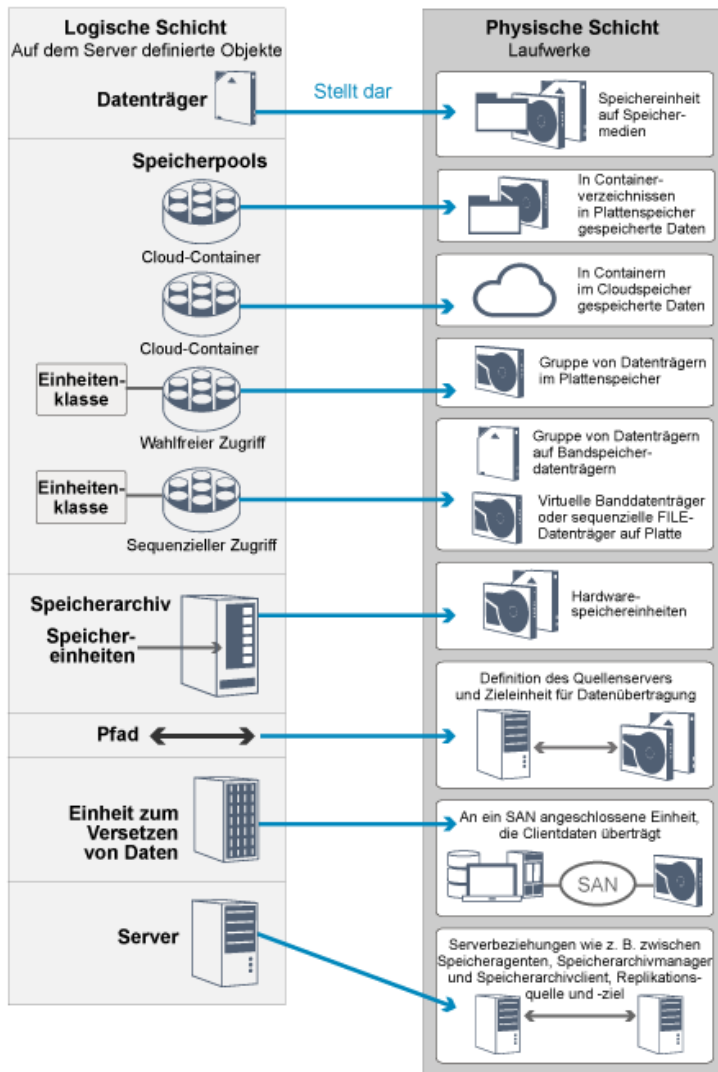 Logische Schicht
Auf dem Server definierte Objekte
Physische Schicht
Laufwerke
Datenträger
Stellt dar
Speichereinheit
auf Speicher-
medien
Speicherpools
Cloud-Container
In Container-
verzeichnissen
in Plattenspeicher
gespeicherte Daten
Cloud-Container
In Containern
im Cloudspeicher
gespeicherte Daten
Einheiten-
klasse
Wahlfreier Zugriff
Gruppe von Datenträgern
im Plattenspeicher
Einheiten-
klasse
Sequenzieller Zugriff
Gruppe von Datenträgern
auf Bandspeicher-
datenträgern
Virtuelle Banddatenträger
oder sequenzielle FILE-
Datenträger auf Platte
Speicherarchiv
Speicher-
einheiten
Hardware-
speichereinheiten
Pfad
Definition des Quellenservers
und Zieleinheit für Datenübertragung
Einheit zum
Versetzen
von Daten
An ein SAN angeschlossene Einheit,
die Clientdaten überträgt
SAN
Server
Serverbeziehungen wie z. B. zwischen
Speicheragenten, Speicherarchivmanager
und Speicherarchivclient, Replikations-
quelle und -ziel